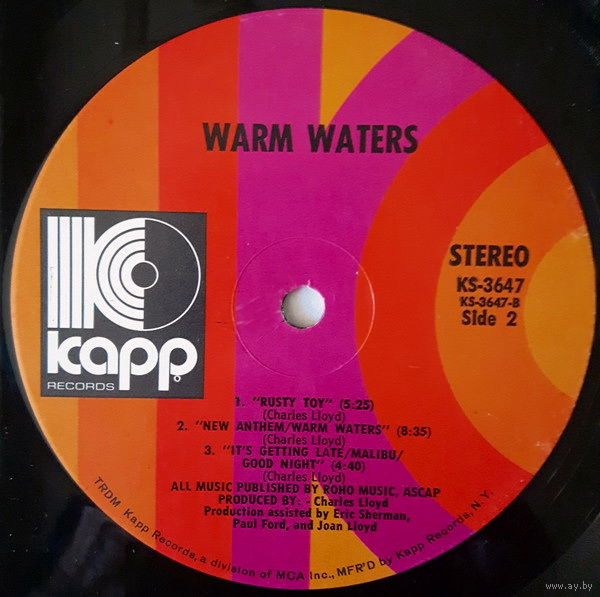 WARM WATERS
STEREO
KS-3647
KS-3647-B
Side 2
kapp
RECORDS
1. "RUSTY TOY" (5:25)
(Charles Lloyd)
2. "NEW ANTHEM/WARM WATERS" (8:35)
(Charles Lloyd)
3. "IT'S GETTING LATE/MALIBU/
GOOD NIGHT" (4:40)
(Charles Lloyd)
ALL MUSIC PUBLISHED BY ROHO MUSIC, ASCAP
PRODUCED BY: - Charles Lloyd
Production assisted by Eric Sherman,
Paul Ford, and Joan Lloyd
TRDM Kapp Records, a division of MCA Inc., MFR'D by Kapp Records, N.Y.
www.ay.by